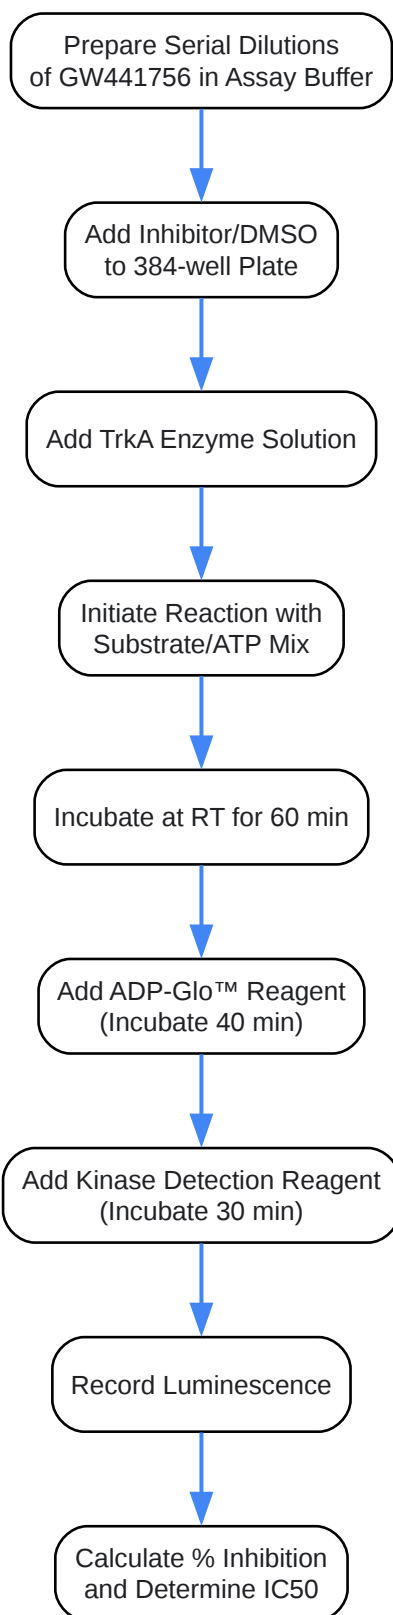 Prepare Serial Dilutions
of GW441756 in Assay Buffer
Add Inhibitor/DMSO
to 384-well Plate
Add TrkA Enzyme Solution
Initiate Reaction with
Substrate/ATP Mix
Incubate at RT for 60 min
Add ADP-Glo™ Reagent
(Incubate 40 min)
Add Kinase Detection Reagent
(Incubate 30 min)
Record Luminescence
Calculate % Inhibition
and Determine IC50